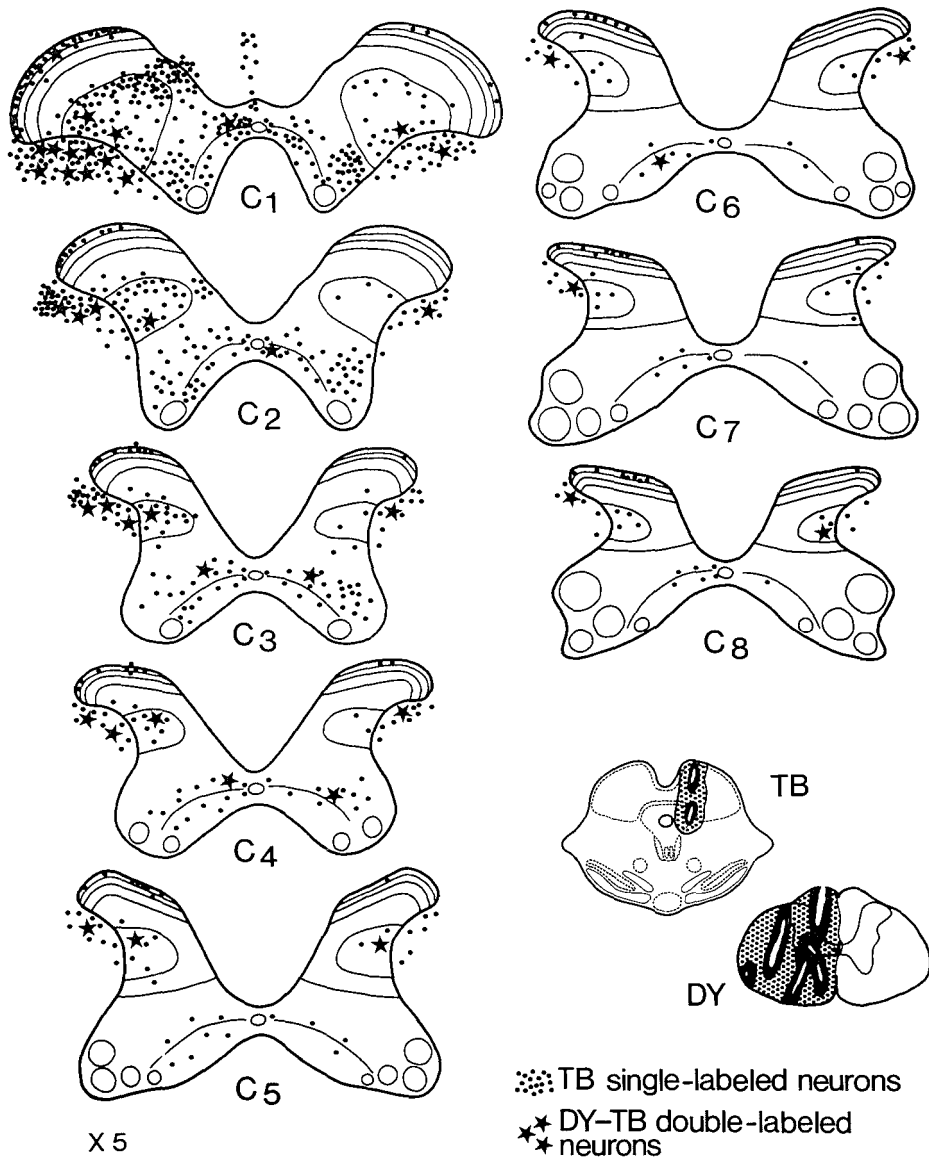 C1
C2
C3
C4
C5
X 5
C6
C7
C8
TB
DY
TB single-labeled neurons
DY–TB double-labeled
neurons